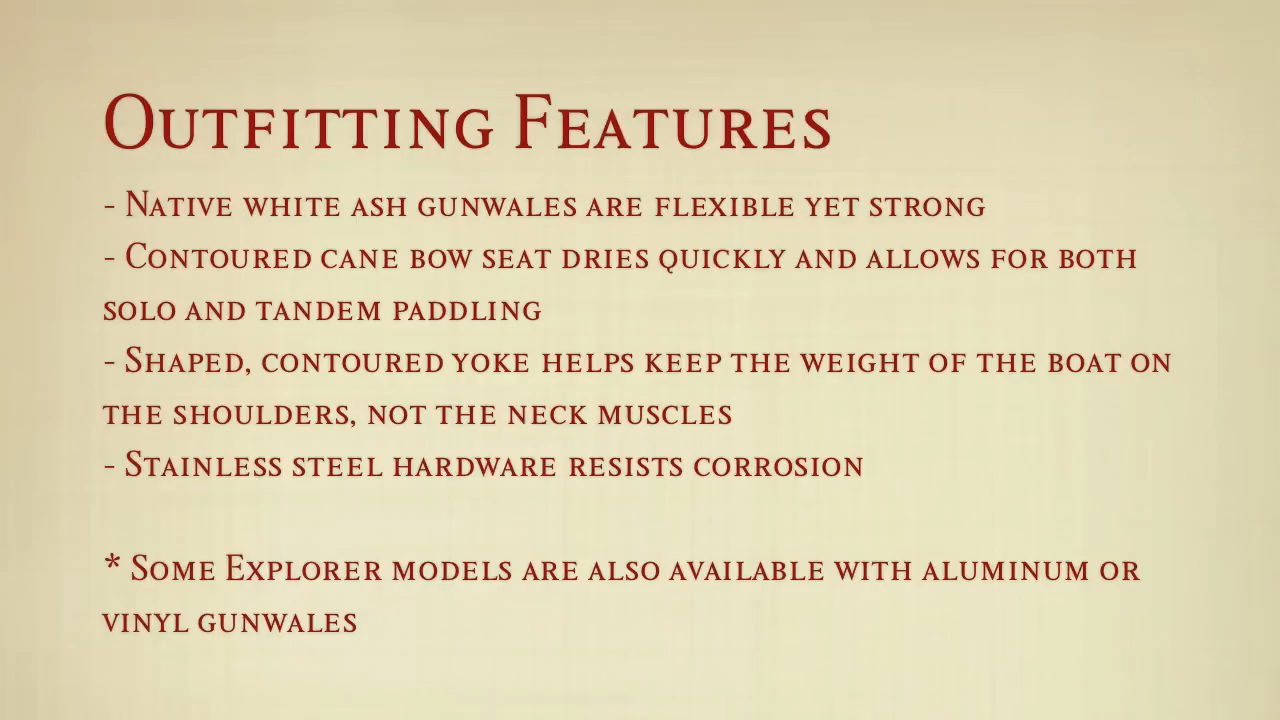 Outfitting Features
- Native white ash gunwales are flexible yet strong
- Contoured cane bow seat dries quickly and allows for both
solo and tandem paddling
- Shaped, contoured yoke helps keep the weight of the boat on
the shoulders, not the neck muscles
- Stainless steel hardware resists corrosion
* Some Explorer models are also available with aluminum or
vinyl gunwales